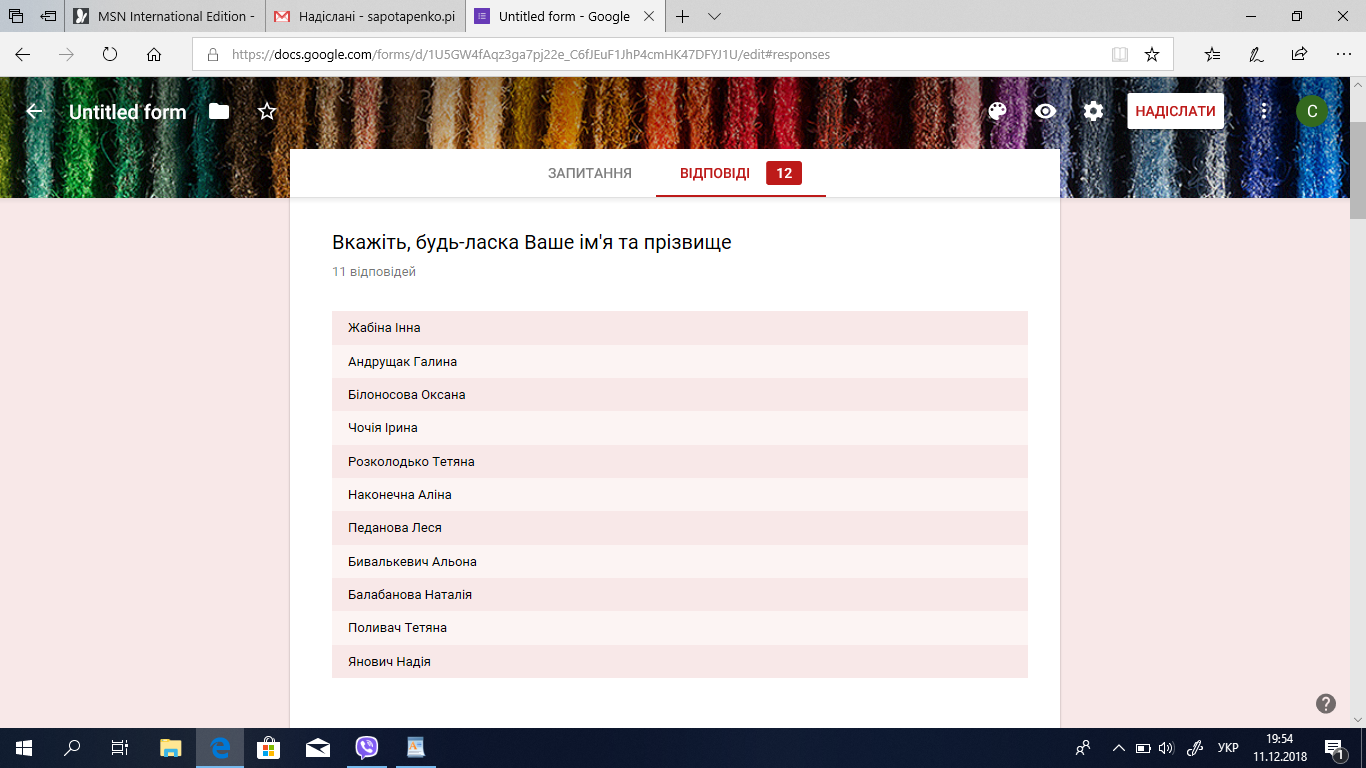 MSN International Edition -
Надіслані - sapotapenko.pi
Untitled form - Google
https://docs.google.com/forms/d/1U5GW4fAqz3ga7pj22e_C6fJEuF1JhP4cmHK47DFYJ1U/edit#responses
Untitled form
НАДІСЛАТИ
С
ЗАПИТАННЯ
ВІДПОВІДІ 12
Вкажіть, будь-ласка Ваше ім'я та прізвище
11 відповідей
Жабіна Інна
Андрущак Галина
Білоносова Оксана
Чочія Ірина
Розколодько Тетяна
Наконечна Аліна
Педанова Леся
Бивалькевич Альона
Балабанова Наталія
Поливач Тетяна
Янович Надія
УКР
19:54
11.12.2018
1